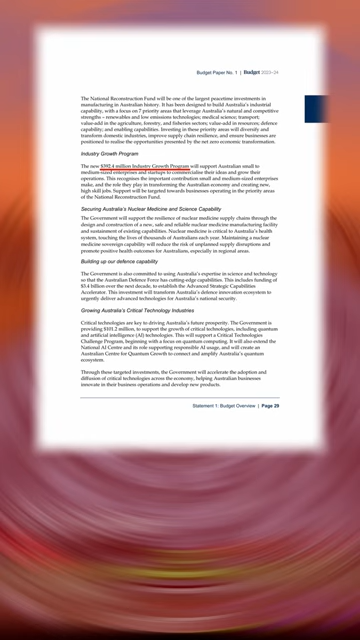 Budget Paper No. 1 | Budget 2023–24
The National Reconstruction Fund will be one of the largest peacetime investments in
manufacturing in Australian history. It has been designed to build Australia's industrial
capability, with a focus on 7 priority areas that leverage Australia's natural and competitive
strengths – renewables and low emissions technologies; medical science; transport;
value-add in the agriculture, forestry, and fisheries sectors; value-add in resources; defence
capability; and enabling capabilities. Investing in these priority areas will diversify and
transform Australia's industry, improve supply chain resilience, and ensure businesses are
positioned to realise the opportunities presented by the net zero economic transformation.
Industry Growth Program
The new $392.4 million Industry Growth Program will support Australian small to
medium-sized enterprises and startups to commercialise their ideas and grow their
operations. This recognises the important contribution small and medium-sized enterprises
make, and the role they play in transforming the Australian economy and creating new,
high skill jobs. Support will be targeted towards businesses operating in the priority areas
of the National Reconstruction Fund.
Securing Australia's Nuclear Medicine and Science Capability
The Government will support the resilience of nuclear medicine supply chains through the
design and construction of a new, safe and reliable nuclear medicine manufacturing facility
and sustainment of existing capabilities. Nuclear medicine is critical to Australia's health
system, touching the lives of thousands of Australians each year. Maintaining a nuclear
medicine sovereign capability will reduce the risk of unplanned supply disruptions and
promote positive health outcomes for Australians, especially in regional areas.
Building up our defence capability
The Government is also committed to using Australia's expertise in science and technology
so that the Australian Defence Force has cutting-edge capabilities. This includes funding of
$3.4 billion over the next decade, to establish the Advanced Strategic Capabilities
Accelerator. This investment will transform Australia's defence innovation ecosystem to
urgently deliver advanced technologies for Australia's national security.
Growing Australia's Critical Technology Industries
Critical technologies are key to driving Australia's future prosperity. The Government is
providing $101.2 million, to support the growth of critical technologies, including quantum
and artificial intelligence (AI) technologies. This will support a Critical Technologies
Challenge Program, beginning with a focus on quantum computing. It will also extend the
National AI Centre and its role supporting responsible AI usage, and will create an
Australian Centre for Quantum Growth to connect and amplify Australia's quantum
ecosystem.
Through these targeted investments, the Government will accelerate the adoption and
diffusion of critical technologies across the economy, helping Australian businesses
innovate in their business operations and develop new products.
Statement 1: Budget Overview | Page 29